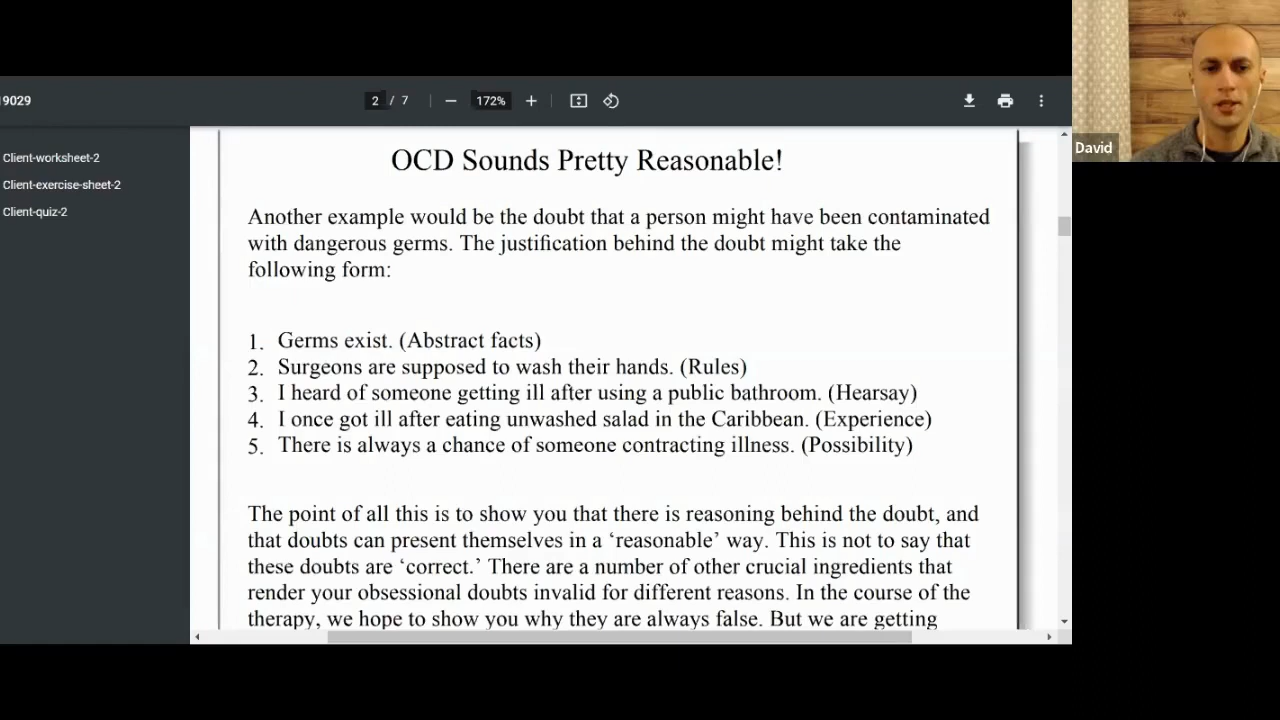 19029
2 / 7
172%
Client-worksheet-2
Client-exercise-sheet-2
Client-quiz-2
David
OCD Sounds Pretty Reasonable!
Another example would be the doubt that a person might have been contaminated
with dangerous germs. The justification behind the doubt might take the
following form:
1. Germs exist. (Abstract facts)
2. Surgeons are supposed to wash their hands. (Rules)
3. I heard of someone getting ill after using a public bathroom. (Hearsay)
4. I once got ill after eating unwashed salad in the Caribbean. (Experience)
5. There is always a chance of someone contracting illness. (Possibility)
The point of all this is to show you that there is reasoning behind the doubt, and
that doubts can present themselves in a ‘reasonable’ way. This is not to say that
these doubts are ‘correct.’ There are a number of other crucial ingredients that
render your obsessional doubts invalid for different reasons. In the course of the
therapy, we hope to show you why they are always false. But we are getting